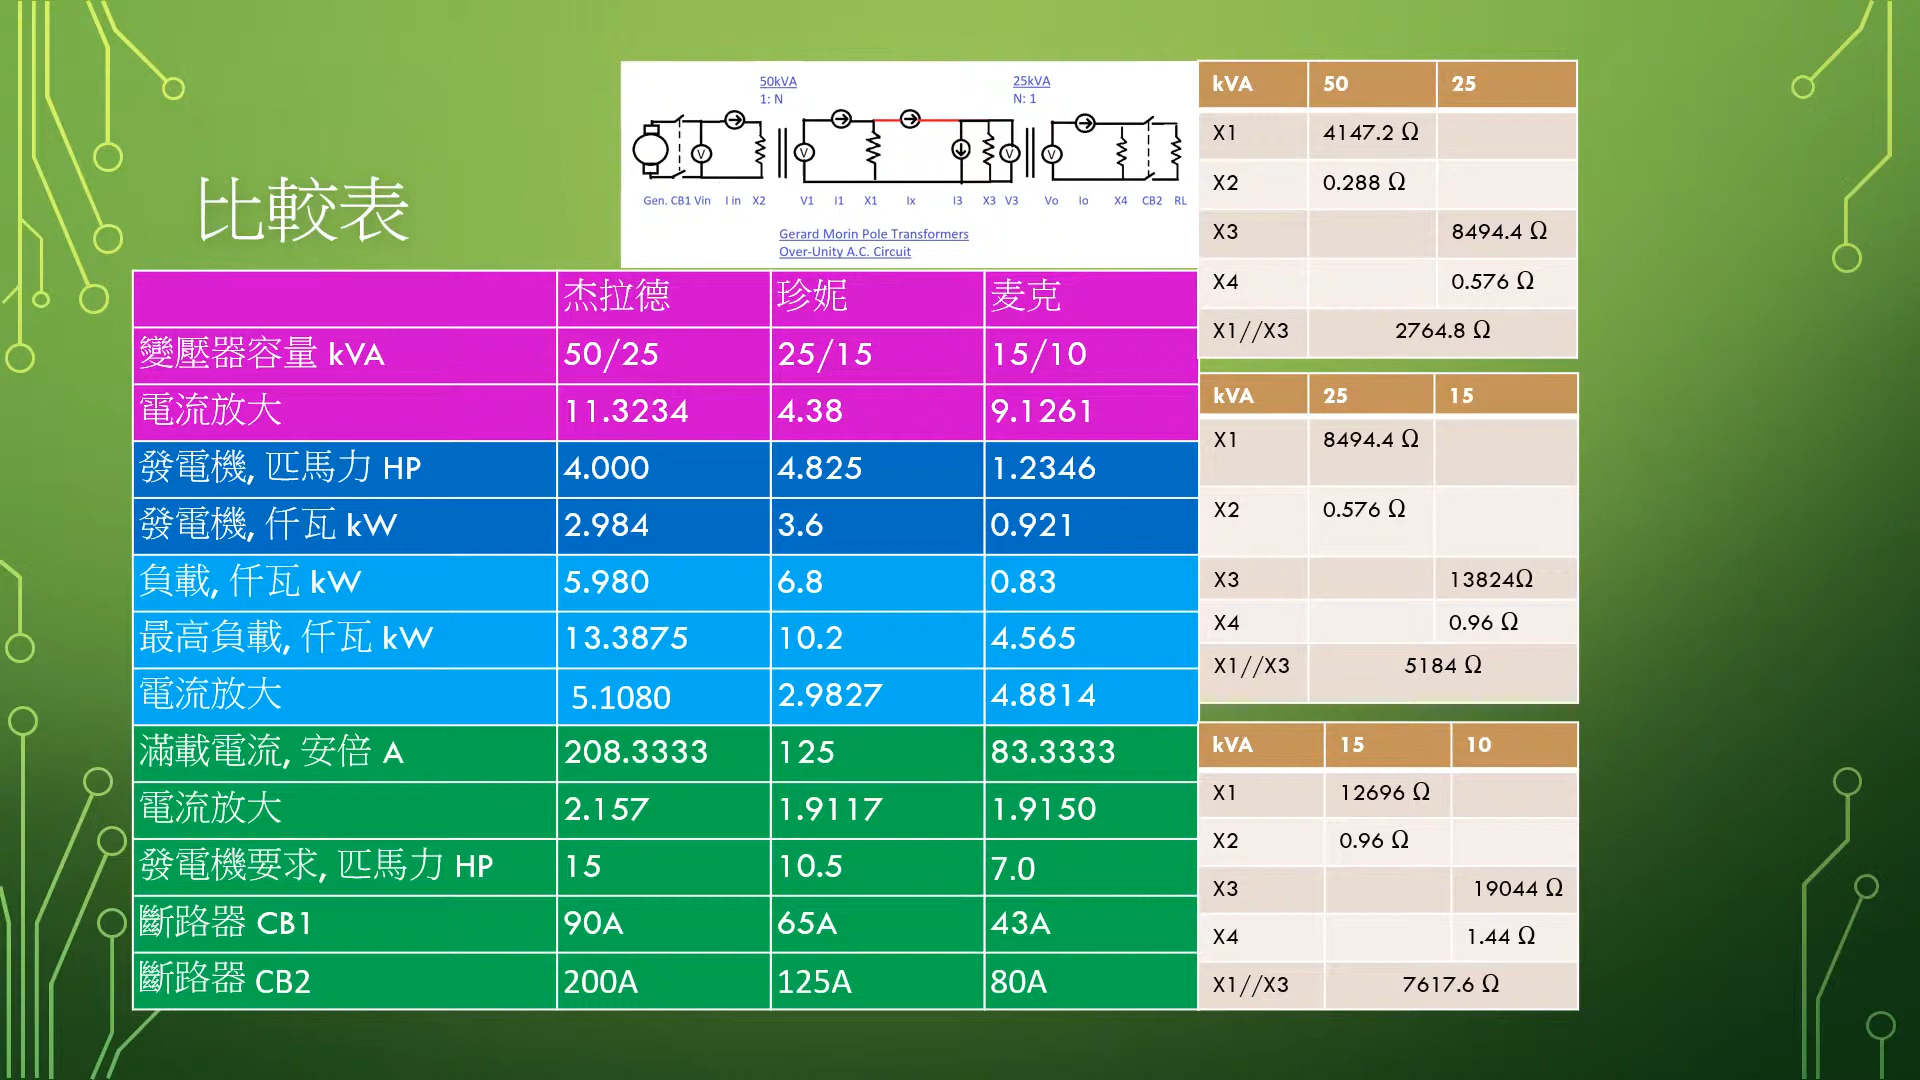 比較表
50kVA
1: N
25kVA
N: 1
V V V V
Gen. CB1 Vin I in X2 V1 I1 X1 Ix I3 X3 V3 Vo Io X4 CB2 RL
Gerard Morin Pole Transformers
Over-Unity A.C. Circuit
杰拉德 珍妮 麦克
變壓器容量 kVA 50/25 25/15 15/10
電流放大 11.3234 4.38 9.1261
發電機, 匹馬力 HP 4.000 4.825 1.2346
發電機, 仟瓦 kW 2.984 3.6 0.921
負載, 仟瓦 kW 5.980 6.8 0.83
最高負載, 仟瓦 kW 13.3875 10.2 4.565
電流放大 5.1080 2.9827 4.8814
滿載電流, 安倍 A 208.3333 125 83.3333
電流放大 2.157 1.9117 1.9150
發電機要求, 匹馬力 HP 15 10.5 7.0
斷路器 CB1 90A 65A 43A
斷路器 CB2 200A 125A 80A
kVA 50 25
X1 4147.2 Ω
X2 0.288 Ω
X3 8494.4 Ω
X4 0.576 Ω
X1//X3 2764.8 Ω
kVA 25 15
X1 8494.4 Ω
X2 0.576 Ω
X3 13824Ω
X4 0.96 Ω
X1//X3 5184 Ω
kVA 15 10
X1 12696 Ω
X2 0.96 Ω
X3 19044 Ω
X4 1.44 Ω
X1//X3 7617.6 Ω